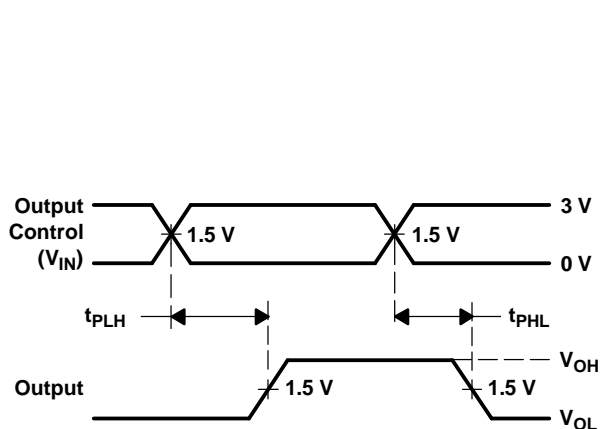 Output
Control
(VIN)
1.5 V
1.5 V
3 V
0 V
tPLH
tPHL
Output
1.5 V
1.5 V
VOH
VOL